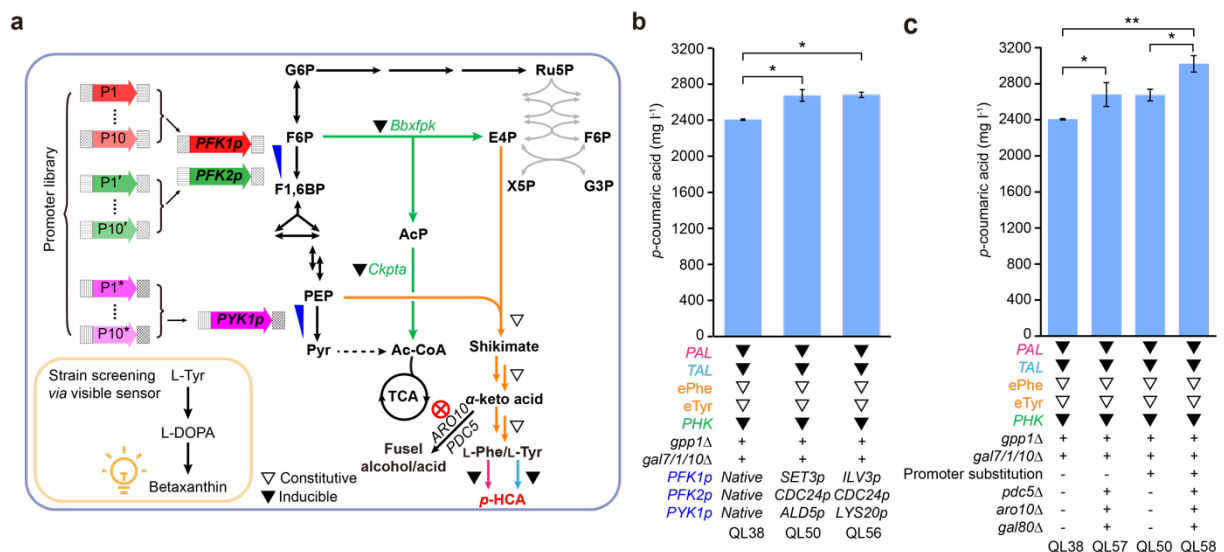 a
Promoter library
P1
P10
P1′
P10′
P1*
P10*
PFK1p
PFK2p
PYK1p
G6P
Ru5P
F6P
Bbxfpk
E4P
F6P
X5P
G3P
F1,6BP
AcP
Ckpta
PEP
Pyr
Ac-CoA
Shikimate
TCA
α-keto acid
ARO10
PDC5
Fusel
alcohol/acid
L-Phe/L-Tyr
p-HCA
Constitutive
Inducible
Strain screening
via visible sensor
L-Tyr
L-DOPA
Betaxanthin
b
p-coumaric acid (mg l⁻¹)
3200
2800
2400
2000
1600
1200
800
400
0
*
*
PAL
TAL
ePhe
eTyr
PHK
gpp1Δ + + +
gal7/1/10Δ + + +
PFK1p Native SET3p ILV3p
PFK2p Native CDC24p CDC24p
PYK1p Native ALD5p LYS20p
QL38 QL50 QL56
c
p-coumaric acid (mg l⁻¹)
3200
2800
2400
2000
1600
1200
800
400
0
**
*
*
PAL
TAL
ePhe
eTyr
PHK
gpp1Δ + + + +
gal7/1/10Δ + + + +
Promoter substitution - - + +
pdc5Δ - + - +
aro10Δ - + - +
gal80Δ - + - +
QL38 QL57 QL50 QL58